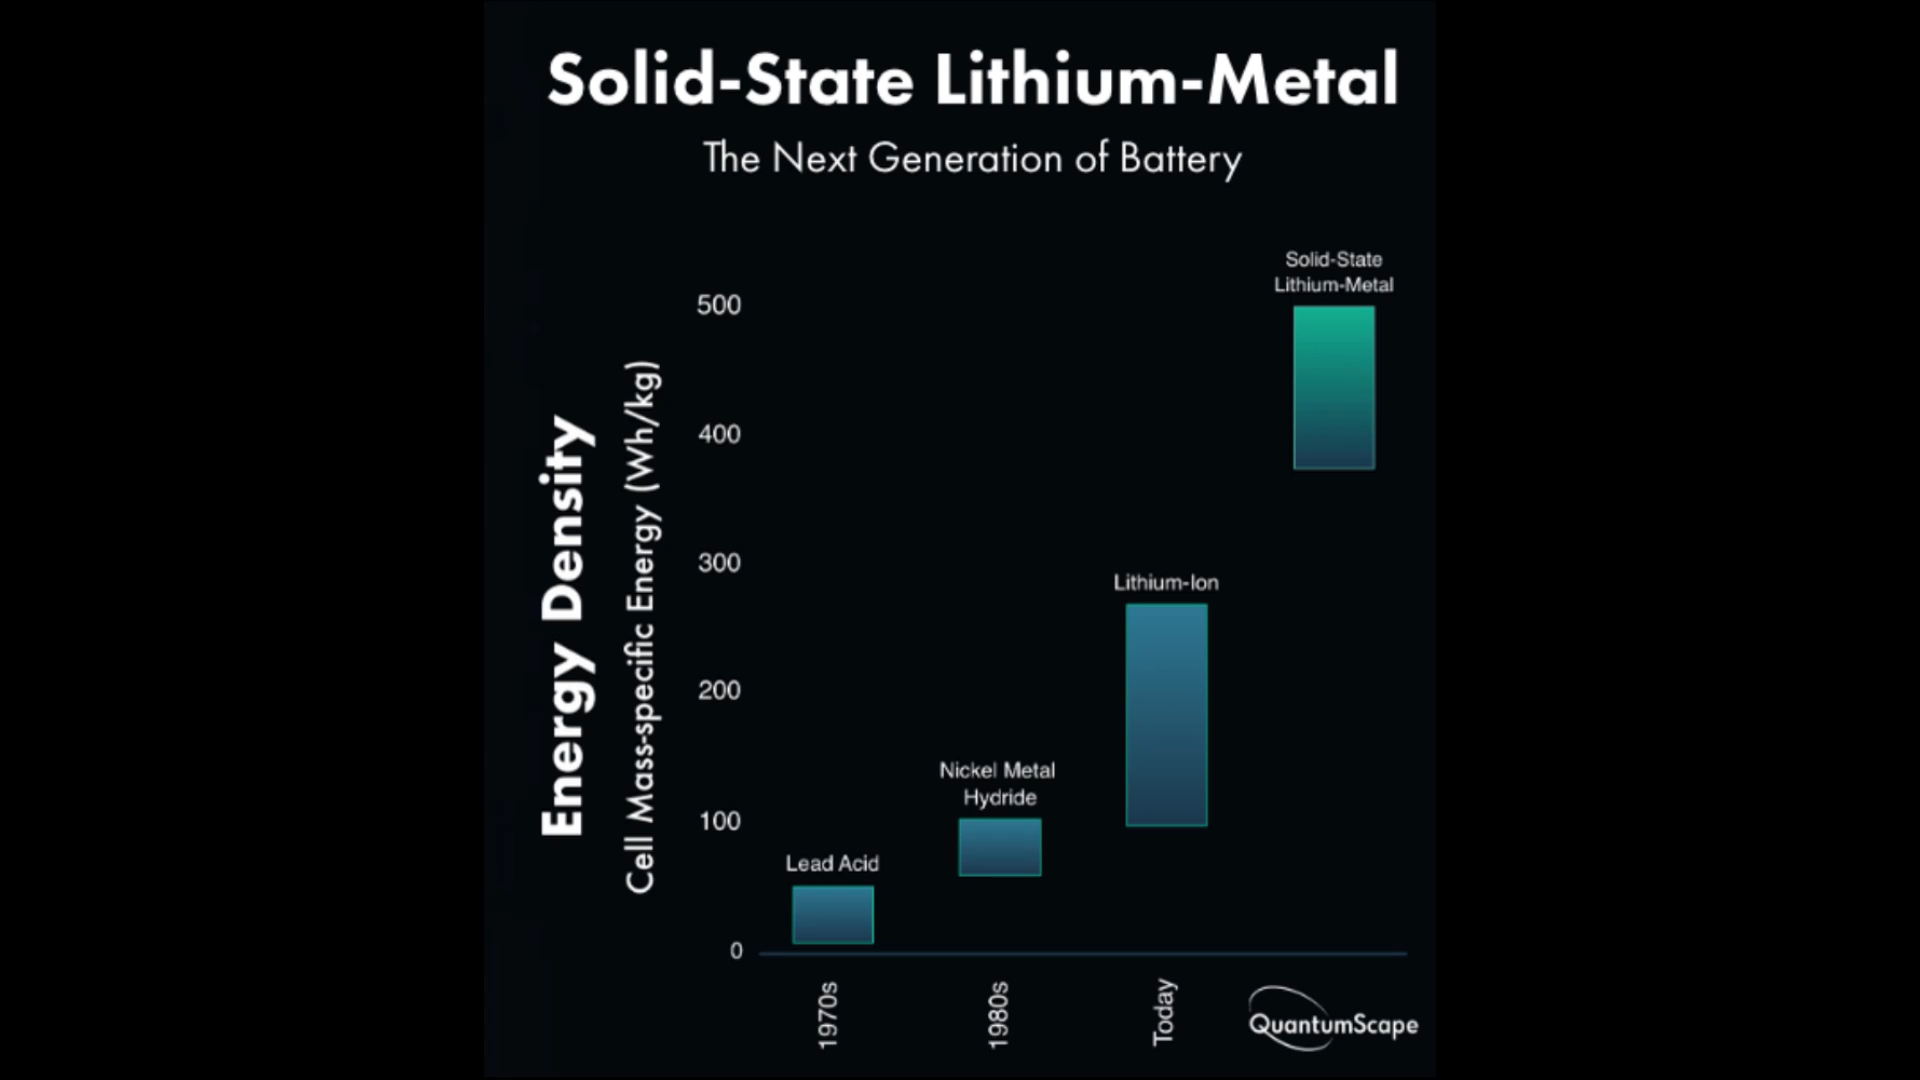 Solid-State Lithium-Metal
The Next Generation of Battery
Energy Density
Cell Mass-specific Energy (Wh/kg)
500
400
300
200
100
0
Lead Acid
Nickel Metal
Hydride
Lithium-Ion
Solid-State
Lithium-Metal
1970s
1980s
Today
QuantumScape